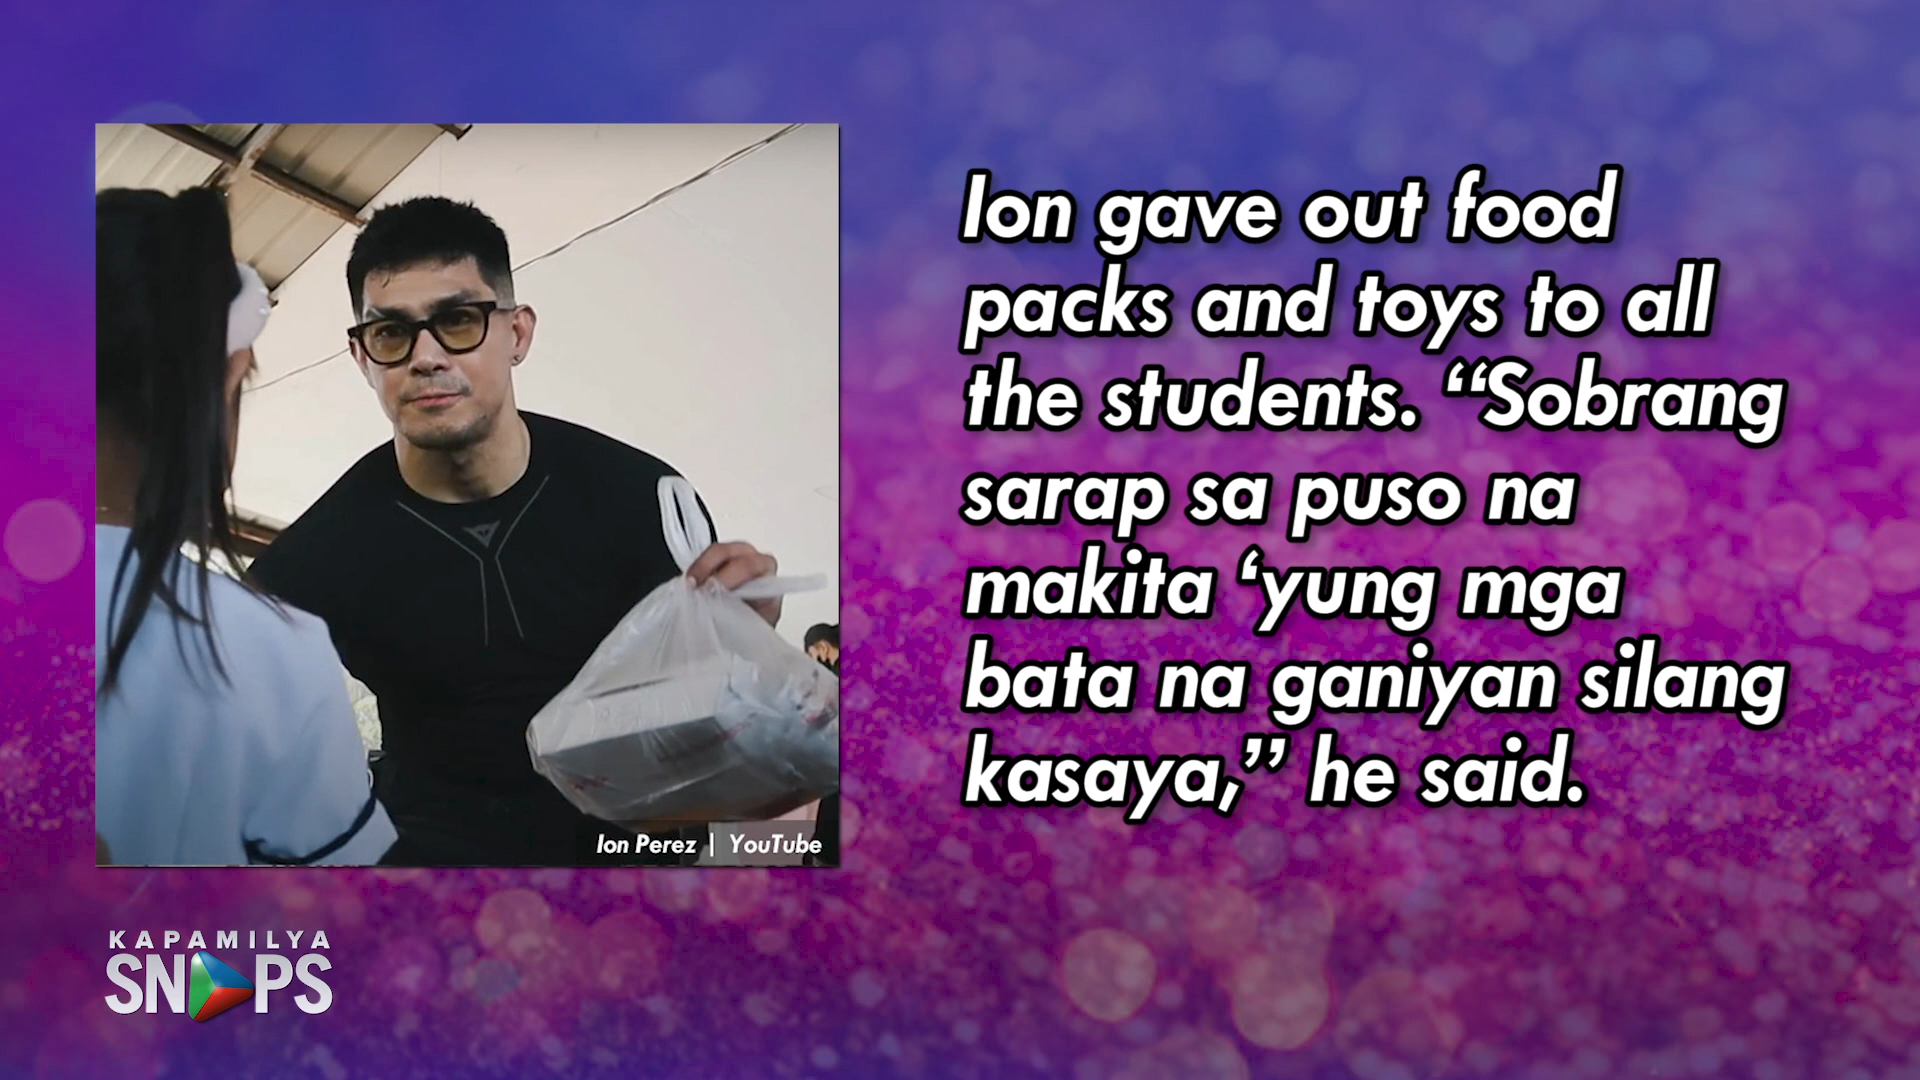 Ion gave out food
packs and toys to all
the students. “Sobrang
sarap sa puso na
makita ‘yung mga
bata na ganiyan silang
kasaya,” he said.
Ion Perez | YouTube
KAPAMILYA
SNAPS